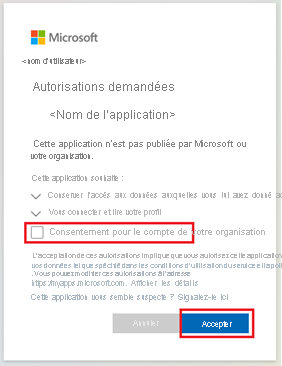 Microsoft
<nom d'utilisateur>
Autorisations demandées
<Nom de l'application>
Cette application n'est pas publiée par Microsoft ou
votre organisation.
Cette application souhaite :
Conserver l'accès aux données auxquelles vous lui avez donné ac
Vous connecter et lire votre profil
Consentement pour le compte de votre organisation
L'acceptation de ces autorisations implique que vous autorisez cette application
vos données tel que spécifié dans les conditions d'utilisation du service et la poli
. Vous pouvez modifier ces autorisations à l'adresse
https://myapps.microsoft.com. Afficher les détails
Cette application vous semble suspecte ? Signalez-le ici
Annuler
Accepter